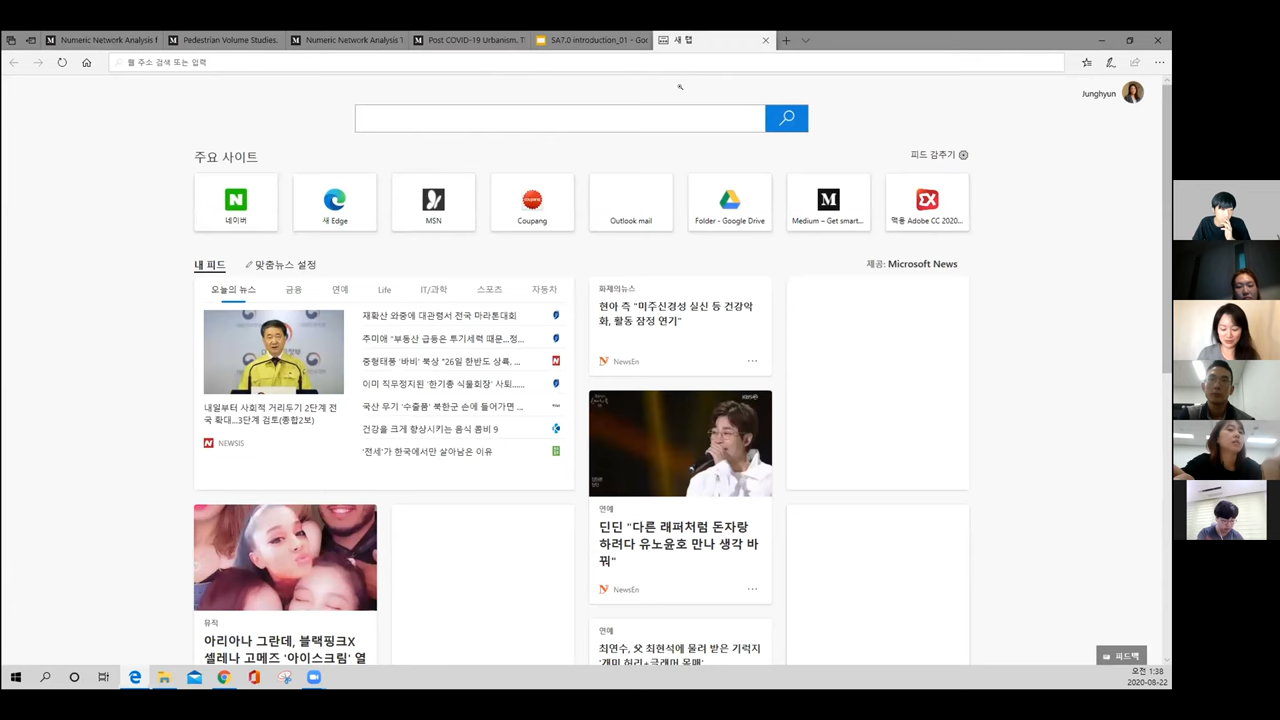 Numeric Network Analysis f
Pedestrian Volume Studies.
Numeric Network Analysis T
Post COVID-19 Urbanism. T
SA7.0 introduction_01 - Goo
새 탭
웹 주소 검색 또는 입력
Junghyun
주요 사이트
피드 감추기
네이버
새 Edge
MSN
Coupang
Outlook mail
Folder - Google Drive
Medium – Get smart...
먹통 Adobe CC 2020...
내 피드
맞춤뉴스 설정
제공: Microsoft News
오늘의 뉴스
금융
연예
Life
IT/과학
스포츠
자동차
내일부터 사회적 거리두기 2단계 전
국 확대...3단계 검토(종합2보)
NEWSIS
재확산 와중에 대관령서 전국 마라톤대회
주미애 "부동산 급등은 투기세력 때문...정...
중형태풍 '바비' 북상 "26일 한반도 상륙, ...
이미 직무정지된 '한기총 식물회장' 사퇴......
국산 무기 '수출품' 북한군 손에 들어가면 ...
건강을 크게 향상시키는 음식 콤비 9
'전세'가 한국에서만 살아남은 이유
화제의뉴스
현아 측 "미주신경성 실신 등 건강악
화, 활동 잠정 연기"
NewsEn
연예
딘딘 "다른 래퍼처럼 돈자랑
하려다 유노윤호 만나 생각 바
꿔"
NewsEn
뮤직
아리아나 그란데, 블랙핑크X
셀레나 고메즈 '아이스크림' 열
연예
최연수, 父 최현석에 물려 받은 기럭지
피드백
오전 1:38
2020-08-22